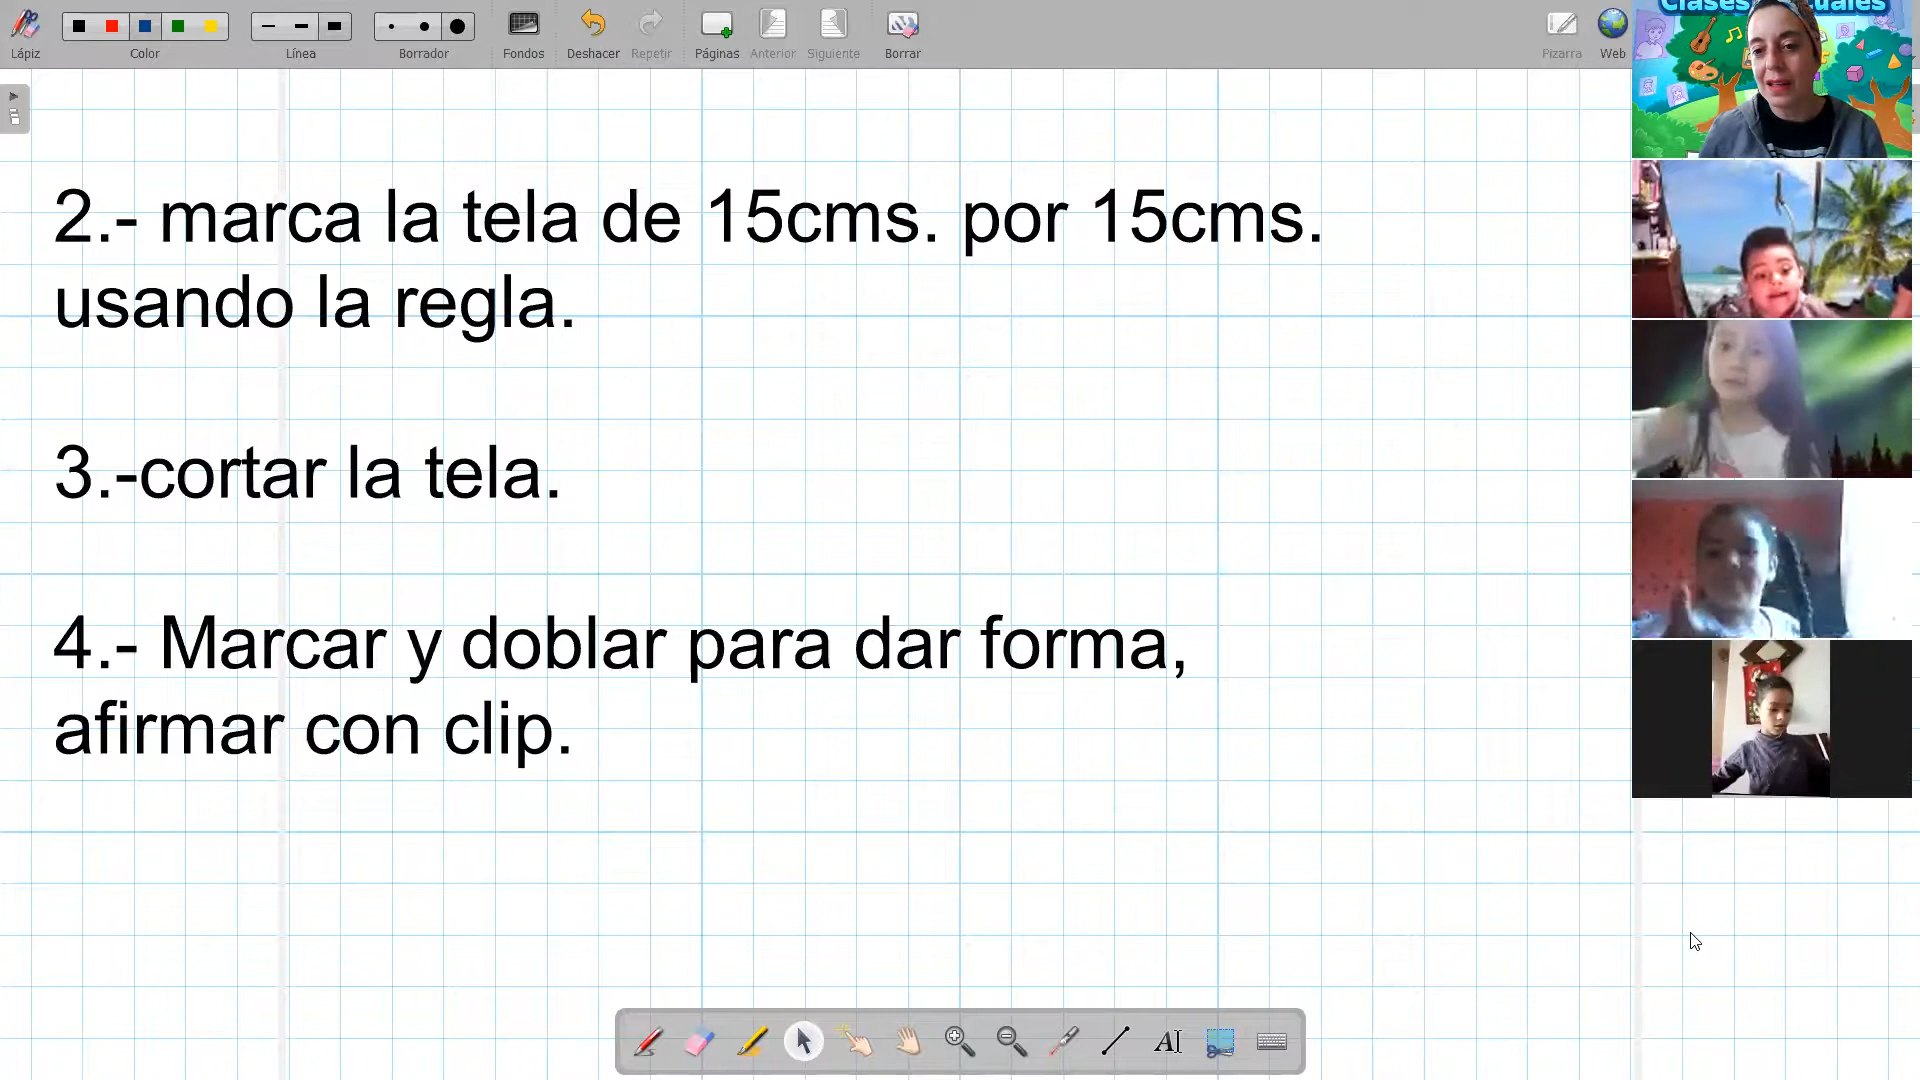 Lápiz
Color
Línea
Borrador
Fondos
Deshacer
Repetir
Páginas
Anterior
Siguiente
Borrar
Pizarra
Web
Clases
2.- marca la tela de 15cms. por 15cms.
usando la regla.
3.-cortar la tela.
4.- Marcar y doblar para dar forma,
afirmar con clip.